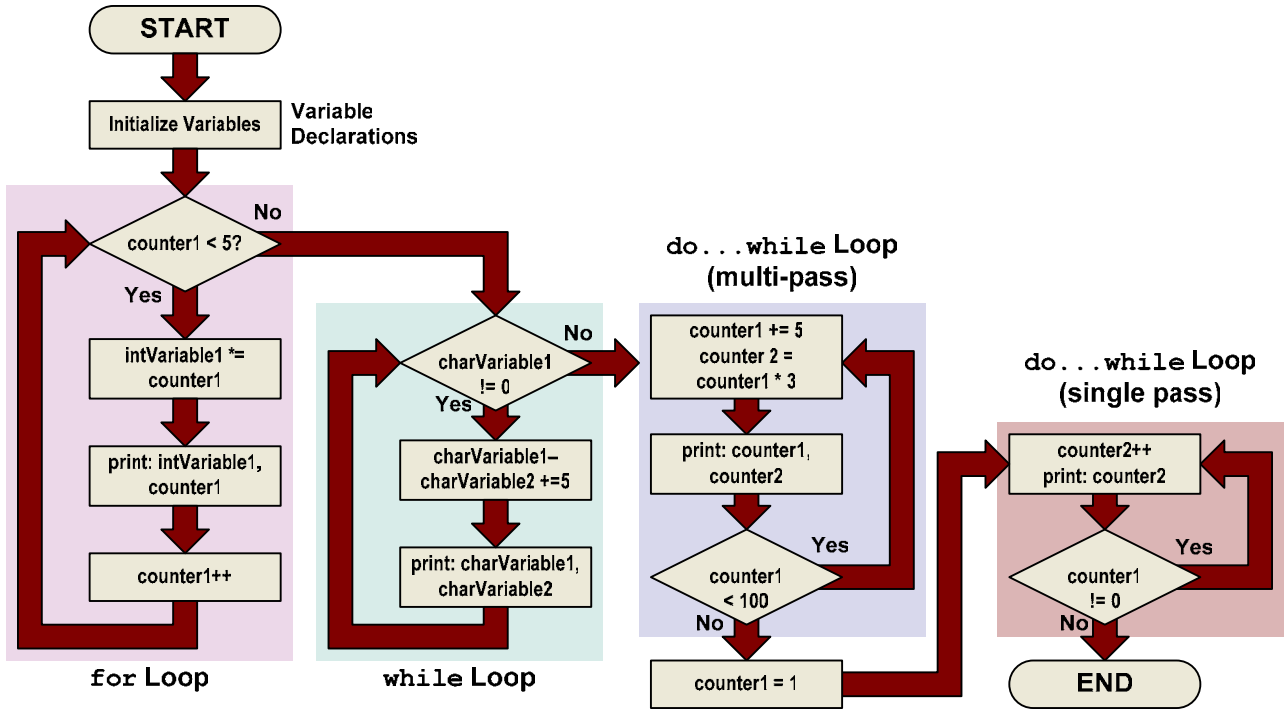 START
Initialize Variables
Variable
Declarations
counter1 < 5?
No
Yes
intVariable1 *=
counter1
print: intVariable1,
counter1
counter1++
for Loop
charVariable1
!= 0
No
Yes
charVariable1–
charVariable2 +=5
print: charVariable1,
charVariable2
while Loop
do...while Loop
(multi-pass)
counter1 += 5
counter 2 =
counter1 * 3
print: counter1,
counter2
counter1
< 100
Yes
No
counter1 = 1
do...while Loop
(single pass)
counter2++
print: counter2
counter1
!= 0
Yes
No
END